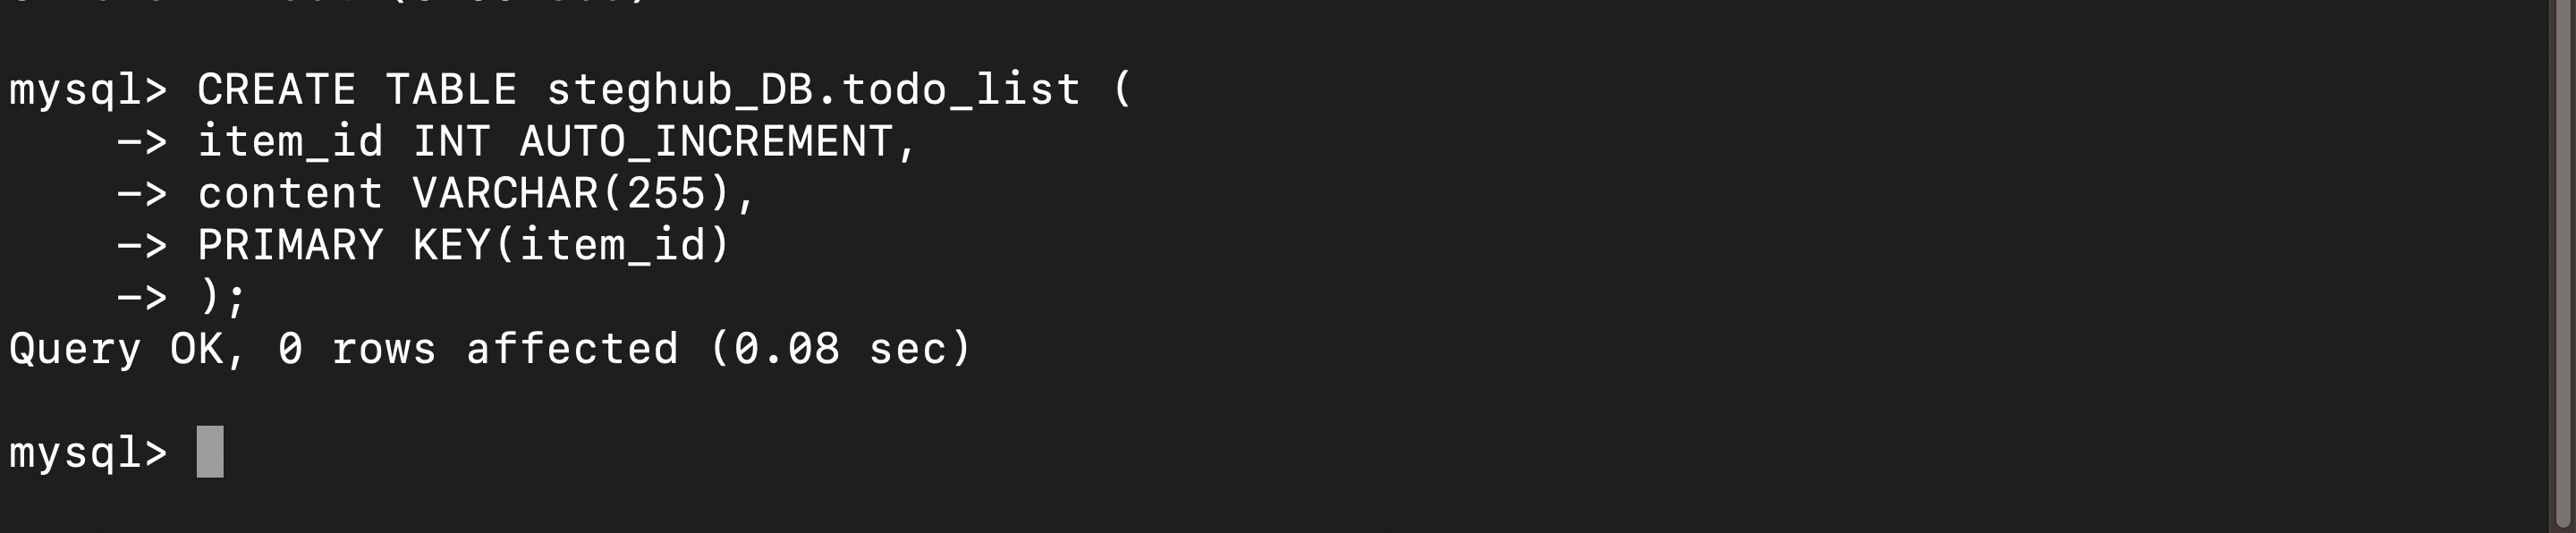 mysql> CREATE TABLE steghub_DB.todo_list (
    -> item_id INT AUTO_INCREMENT,
    -> content VARCHAR(255),
    -> PRIMARY KEY(item_id)
    -> );
Query OK, 0 rows affected (0.08 sec)
mysql>